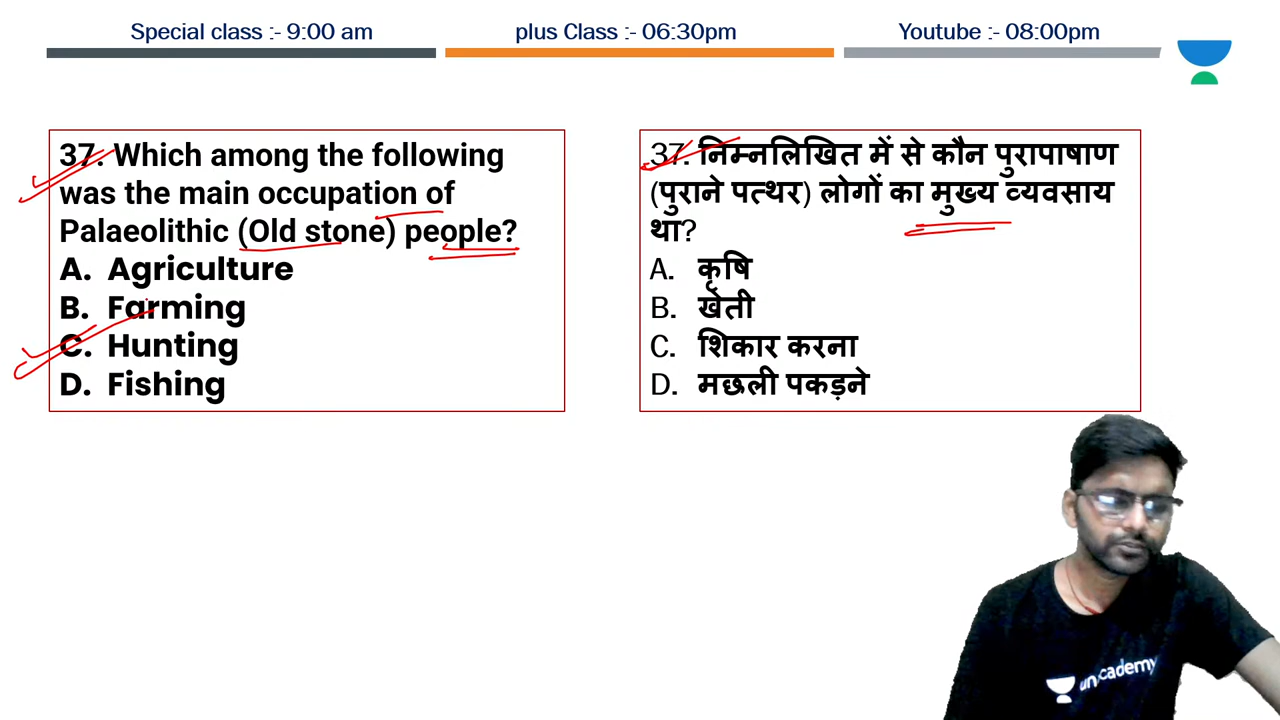 Special class :- 9:00 am
plus Class :- 06:30pm
Youtube :- 08:00pm
37. Which among the following
was the main occupation of
Palaeolithic (Old stone) people?
A. Agriculture
B. Farming
C. Hunting
D. Fishing
37. निम्नलिखित में से कौन पुरापाषाण
(पुराने पत्थर) लोगों का मुख्य व्यवसाय
था?
A. कृषि
B. खेती
C. शिकार करना
D. मछली पकड़ने
unacademy